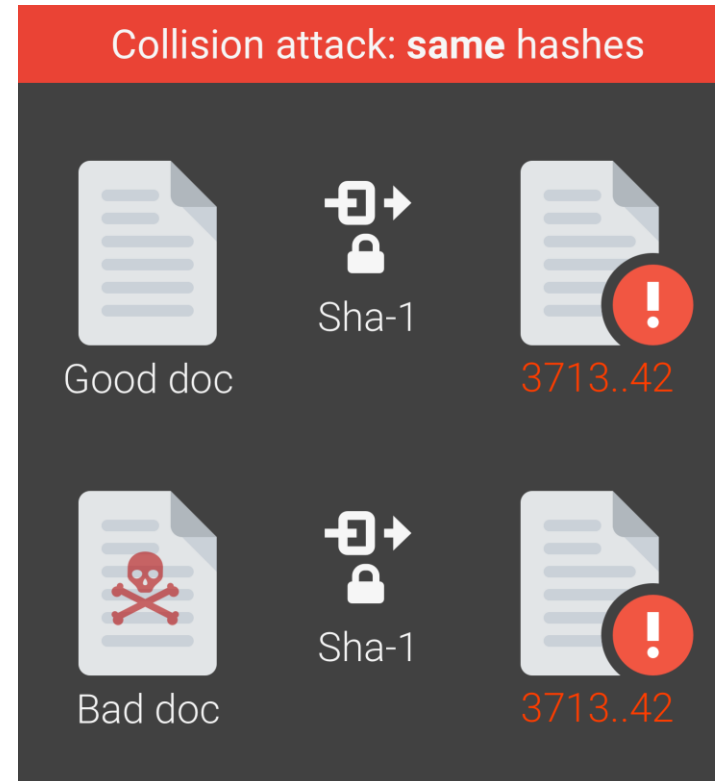 Collision attack: same hashes
Sha-1
Good doc
3713..42
Sha-1
Bad doc
3713..42